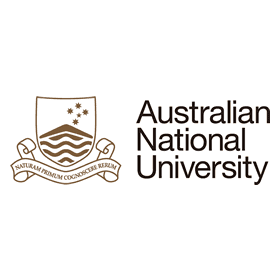 Australian
National
University
NATURAM PRIMUM COGNOSCERE RERUM